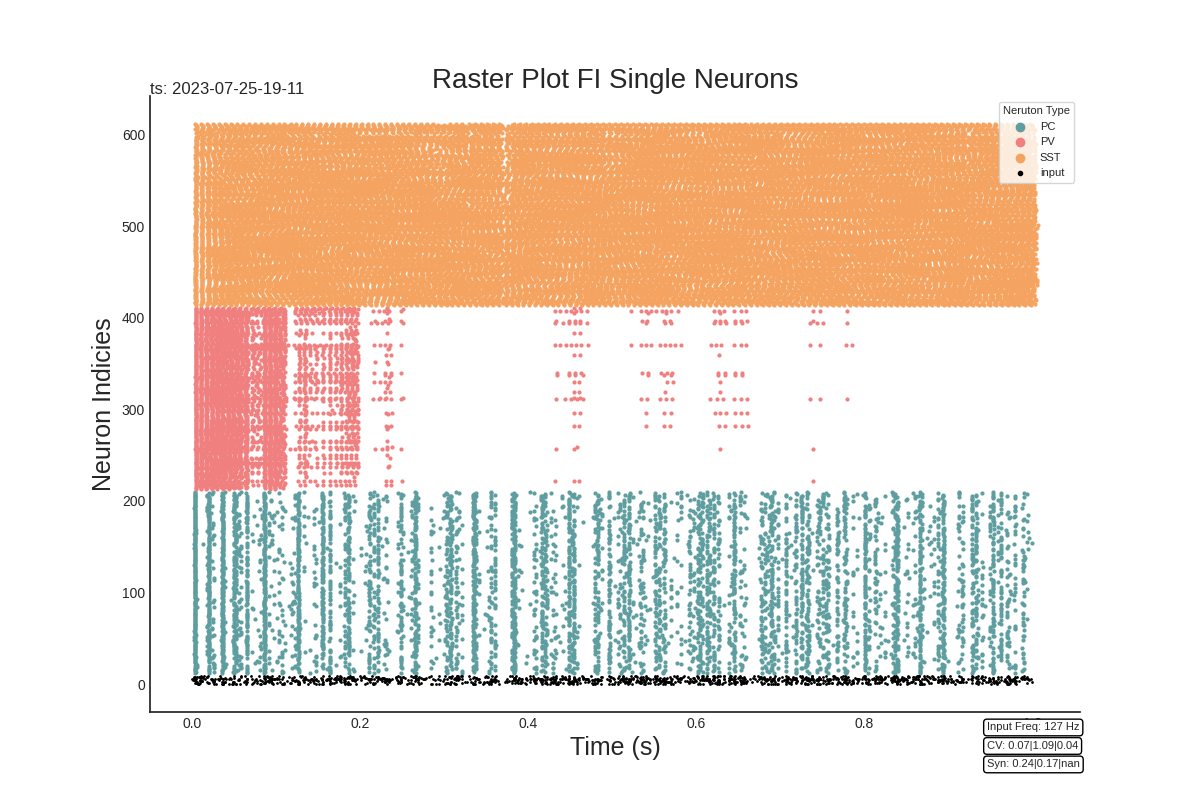 Raster Plot FI Single Neurons
ts: 2023-07-25-19-11
Neruton Type
PC
PV
SST
input
Neuron Indicies
600
500
400
300
200
100
0
0.0 0.2 0.4 0.6 0.8
Time (s)
Input Freq: 127 Hz
CV: 0.07|1.09|0.04
Syn: 0.24|0.17|nan